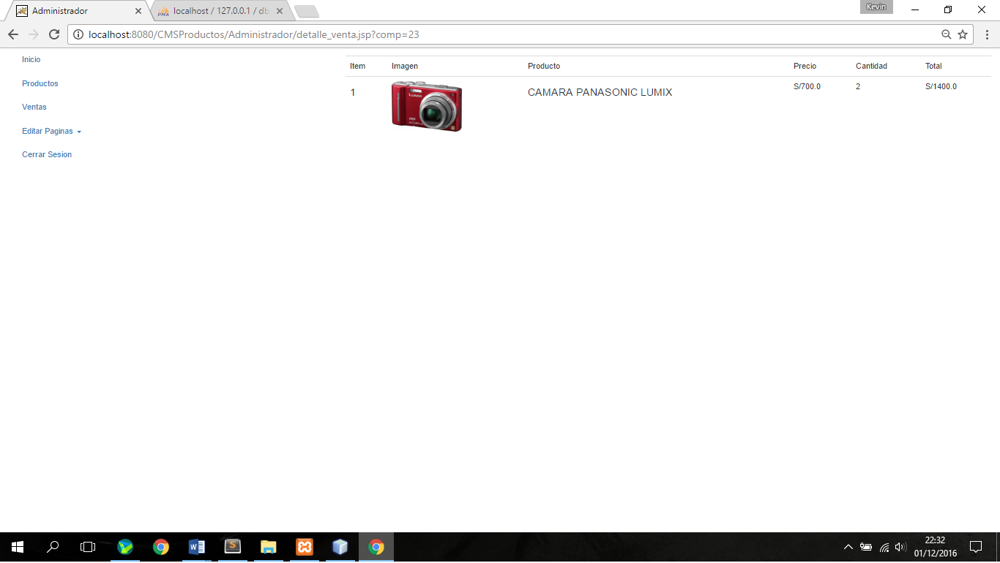 Administrador
localhost / 127.0.0.1 / db
Kevin
localhost:8080/CMSProductos/Administrador/detalle_venta.jsp?comp=23
Inicio
Productos
Ventas
Editar Paginas
Cerrar Sesion
Item Imagen Producto Precio Cantidad Total
1 CAMARA PANASONIC LUMIX S/700.0 2 S/1400.0
LUMIX
22:32
01/12/2016